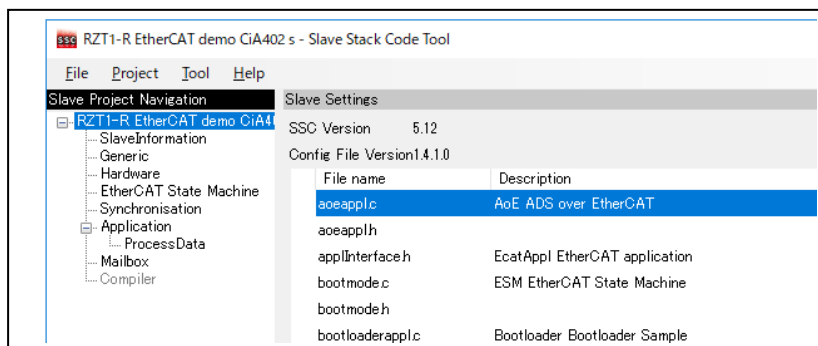 SSC RZT1-R EtherCAT demo CiA402 s - Slave Stack Code Tool
File Project Tool Help
Slave Project Navigation
RZT1-R EtherCAT demo CiA4
SlaveInformation
Generic
Hardware
EtherCAT State Machine
Synchronisation
Application
ProcessData
Mailbox
Compiler
Slave Settings
SSC Version 5.12
Config File Version1.4.1.0
File name Description
aoeappl.c AoE ADS over EtherCAT
aoeappl.h
applInterface.h EcatAppl EtherCAT application
bootmode.c ESM EtherCAT State Machine
bootmode.h
bootloaderappl.c Bootloader Bootloader Sample